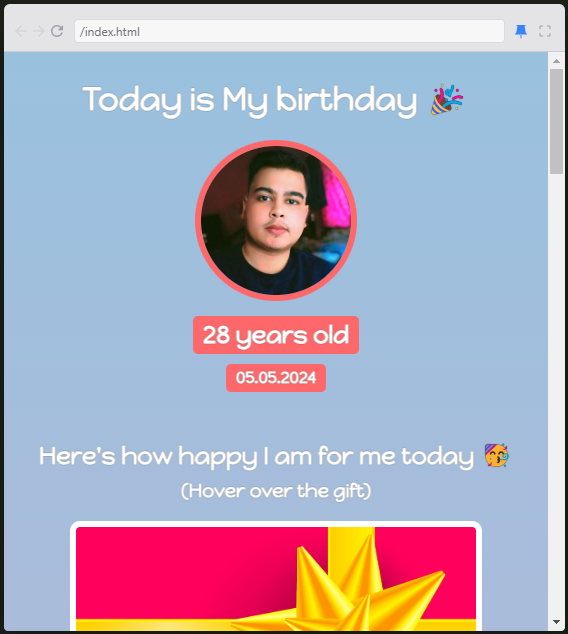 /index.html
Today is My birthday 🎉
28 years old
05.05.2024
Here's how happy I am for me today 🥳
(Hover over the gift)